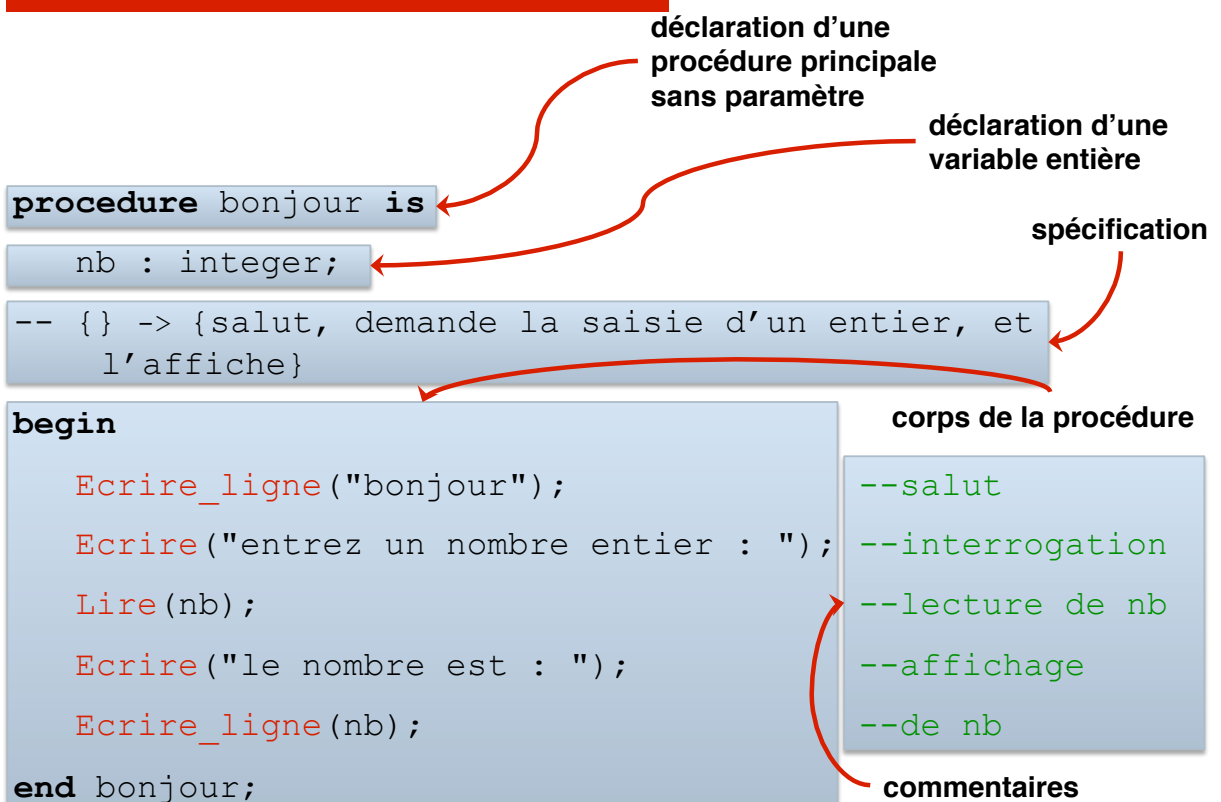 déclaration d’une
procédure principale
sans paramètre
déclaration d’une
variable entière
procedure bonjour is
spécification
nb : integer;
-- {} -> {salut, demande la saisie d’un entier, et
l’affiche}
corps de la procédure
begin
Ecrire_ligne("bonjour"); --salut
Ecrire("entrez un nombre entier : "); --interrogation
Lire(nb); --lecture de nb
Ecrire("le nombre est : "); --affichage
Ecrire_ligne(nb); --de nb
end bonjour;
commentaires